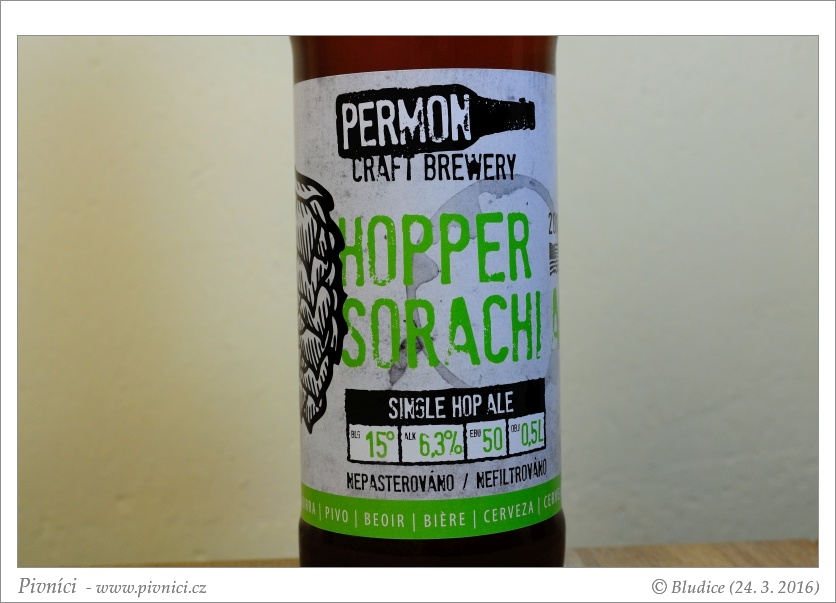 PERMON
CRAFT BREWERY
HOPPER
SORACHI
SINGLE HOP ALE
BLG 15° ALK 6,3% EBU 50 OBJ 0,5L
NEPASTEROVÁNO / NEFILTROVÁNO
| PIVO | BEOIR | BIÈRE | CERVEZA |
Pivníci - www.pivnici.cz
© Bludice (24. 3. 2016)